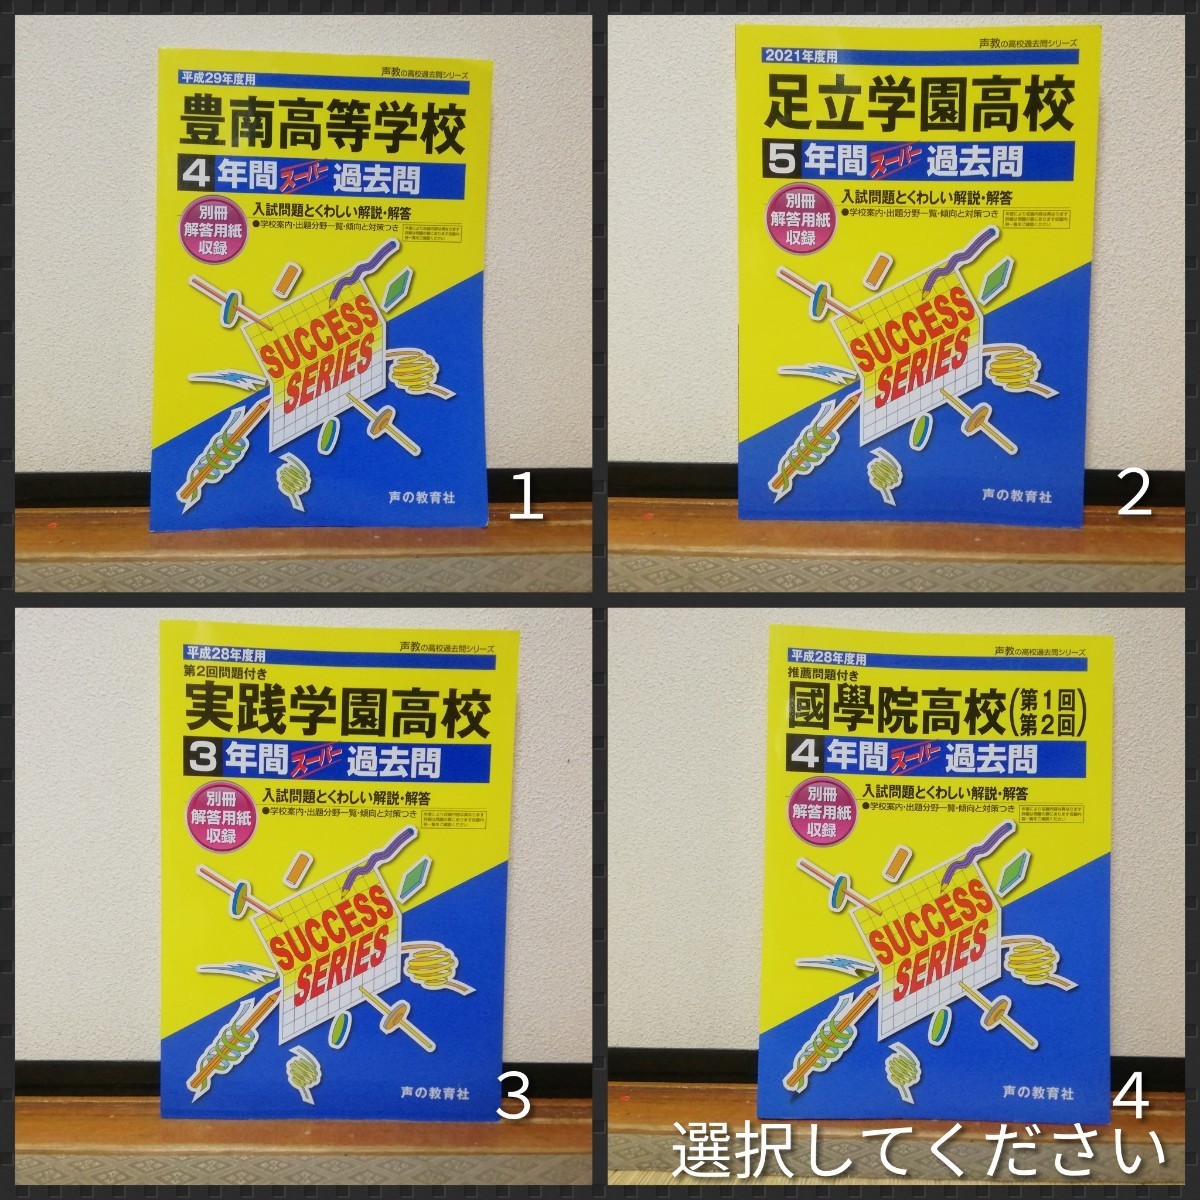 平成29年度用
声教の高校過去問シリーズ
豊南高等学校
4年間スーパー過去問
別冊
解答用紙
収録
入試問題とくわしい解説・解答
●学校案内・出題分野一覧・傾向と対策つき
SUCCESS
SERIES
声の教育社
1
2021年度用
声教の高校過去問シリーズ
足立学園高校
5年間スーパー過去問
別冊
解答用紙
収録
入試問題とくわしい解説・解答
●学校案内・出題分野一覧・傾向と対策つき
SUCCESS
SERIES
声の教育社
2
平成28年度用
声教の高校過去問シリーズ
第2回問題付き
実践学園高校
3年間スーパー過去問
別冊
解答用紙
収録
入試問題とくわしい解説・解答
●学校案内・出題分野一覧・傾向と対策つき
SUCCESS
SERIES
声の教育社
3
平成28年度用
声教の高校過去問シリーズ
推薦問題付き
國學院高校(第1回
第2回)
4年間スーパー過去問
別冊
解答用紙
収録
入試問題とくわしい解説・解答
●学校案内・出題分野一覧・傾向と対策つき
SUCCESS
SERIES
声の教育社
4
選択してください